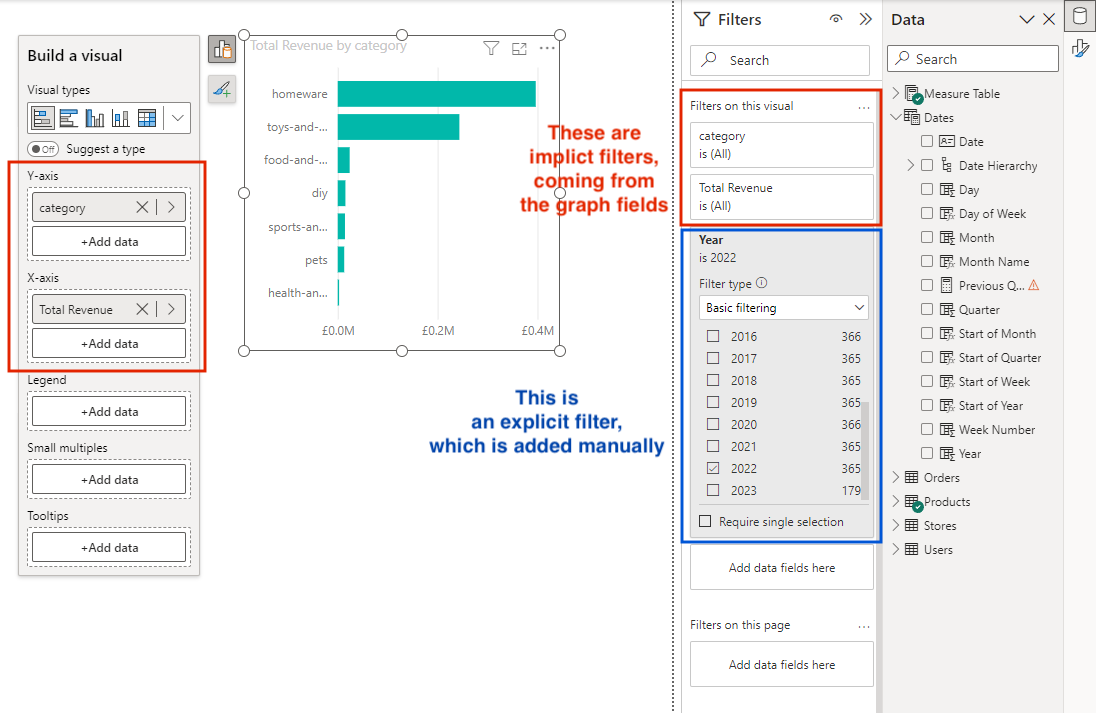 Build a visual
Visual types
Off
Suggest a type
Y-axis
category
+Add data
X-axis
Total Revenue
+Add data
Legend
+Add data
Small multiples
+Add data
Tooltips
+Add data
Total Revenue by category
homeware
toys-and-...
food-and-...
diy
sports-an...
pets
health-an...
£0.0M £0.2M £0.4M
These are
implict filters,
coming from
the graph fields
This is
an explicit filter,
which is added manually
Filters
Search
Filters on this visual
category
is (All)
Total Revenue
is (All)
Year
is 2022
Filter type
Basic filtering
2016 366
2017 365
2018 365
2019 365
2020 366
2021 365
2022 365
2023 179
Require single selection
Add data fields here
Filters on this page
Add data fields here
Data
Search
Measure Table
Dates
Date
Date Hierarchy
Day
Day of Week
Month
Month Name
Previous Q...
Quarter
Start of Month
Start of Quarter
Start of Week
Start of Year
Week Number
Year
Orders
Products
Stores
Users